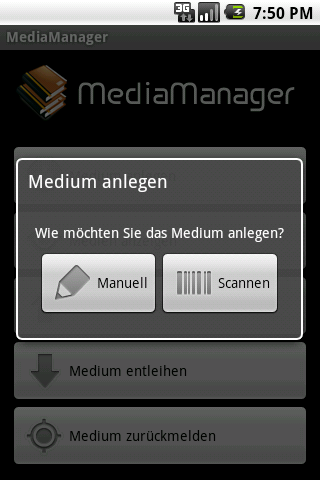 3G 7:50 PM
MediaManager
MediaManager
Medium anlegen
Wie möchten Sie das Medium anlegen?
Manuell
Scannen
Medium entleihen
Medium zurückmelden